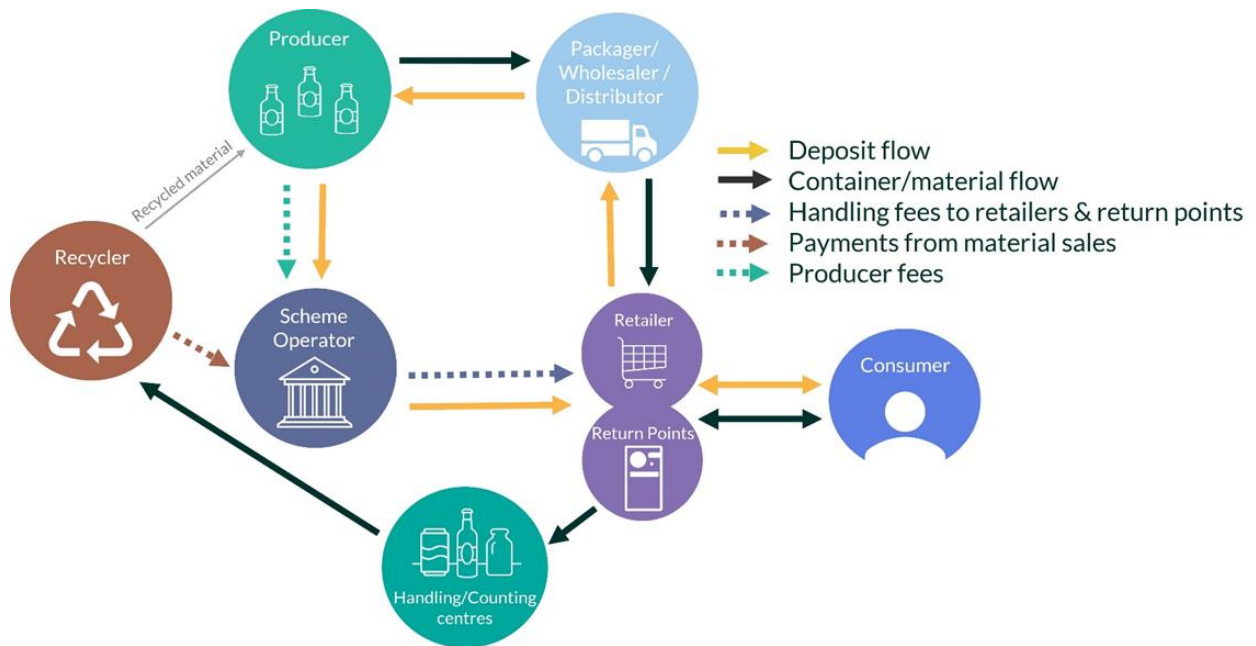 Producer
Packager/
Wholesaler /
Distributor
Deposit flow
Container/material flow
Handling fees to retailers & return points
Payments from material sales
Producer fees
Recycled material
Recycler
Scheme
Operator
Retailer
Consumer
Return Points
Handling/Counting
centres